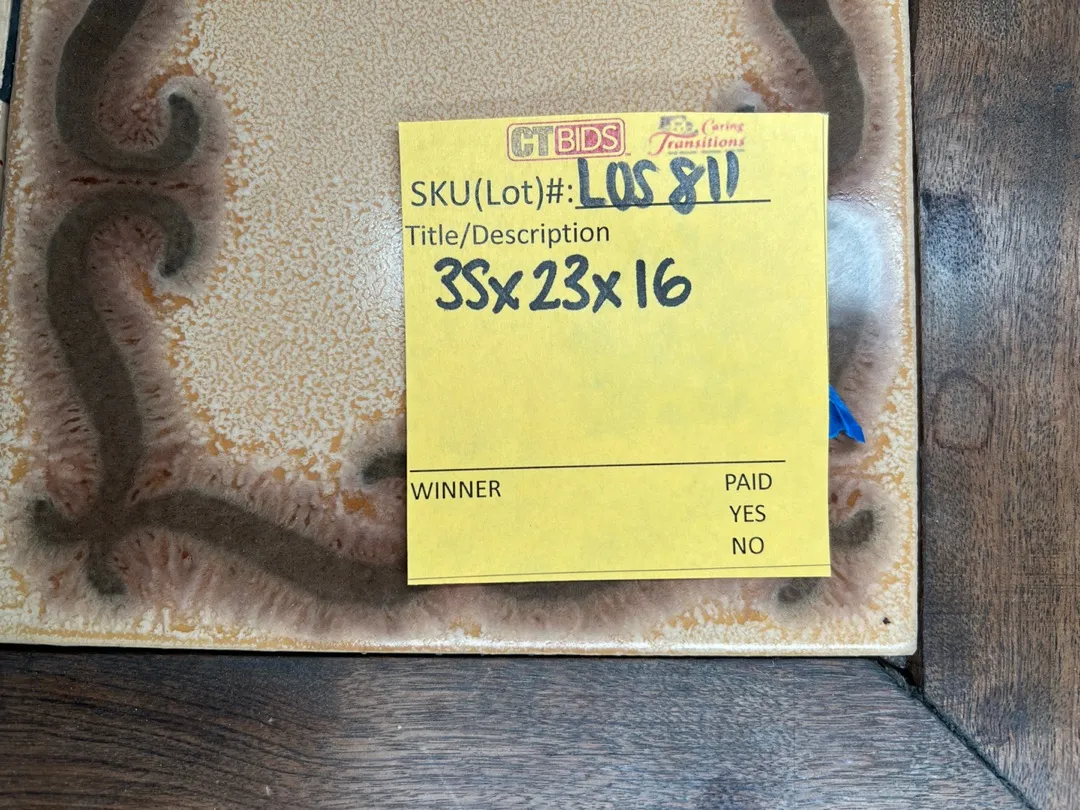 CTBIDS Caring Transitions
SKU(Lot)#: LOS 811
Title/Description
35x23x16
WINNER PAID
YES
NO